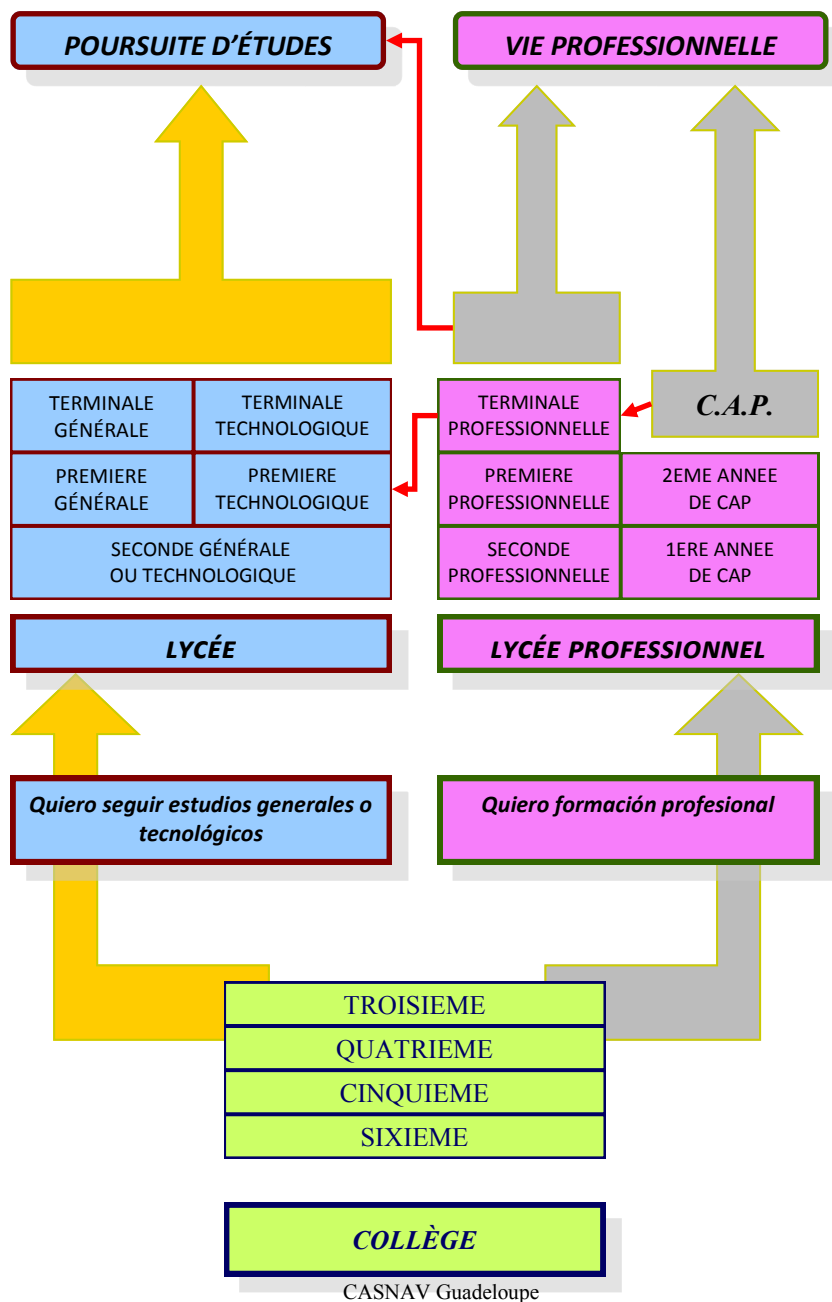 POURSUITE D'ÉTUDES
VIE PROFESSIONNELLE
TERMINALE
GÉNÉRALE
TERMINALE
TECHNOLOGIQUE
TERMINALE
PROFESSIONNELLE
C.A.P.
PREMIERE
GÉNÉRALE
PREMIERE
TECHNOLOGIQUE
PREMIERE
PROFESSIONNELLE
2EME ANNEE
DE CAP
SECONDE GÉNÉRALE
OU TECHNOLOGIQUE
SECONDE
PROFESSIONNELLE
1ERE ANNEE
DE CAP
LYCÉE
LYCÉE PROFESSIONNEL
Quiero seguir estudios generales o
tecnológicos
Quiero formación profesional
TROISIEME
QUATRIEME
CINQUIEME
SIXIEME
COLLÈGE
CASNAV Guadeloupe